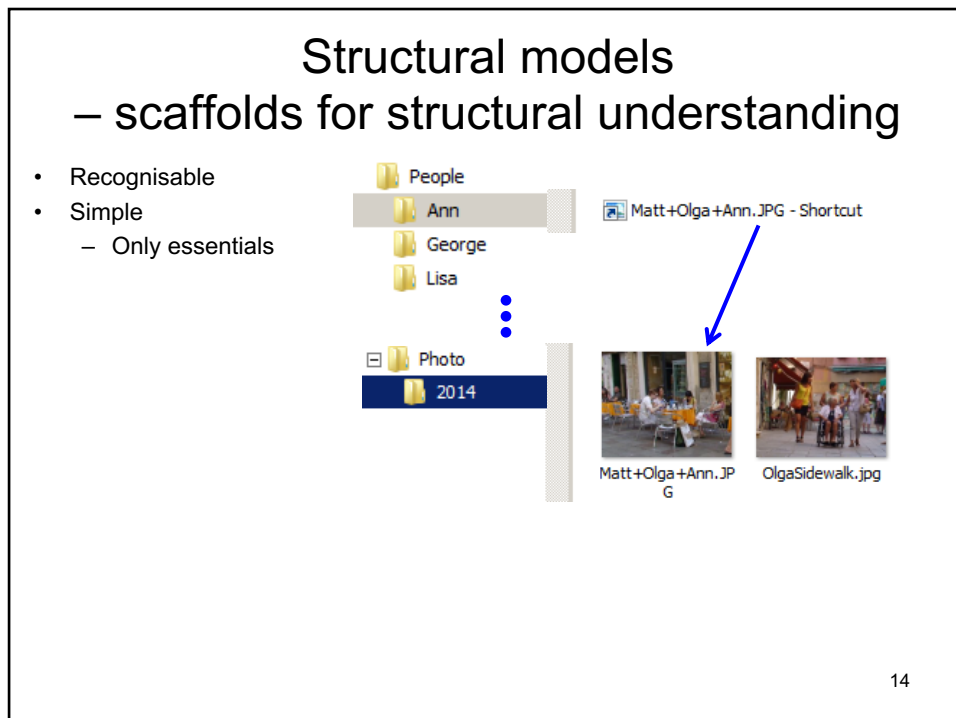 Structural models
– scaffolds for structural understanding
• Recognisable
• Simple
– Only essentials
People
Ann
George
Lisa
Matt+Olga+Ann.JPG - Shortcut
Photo
2014
Matt+Olga+Ann.JP
G
OlgaSidewalk.jpg
14